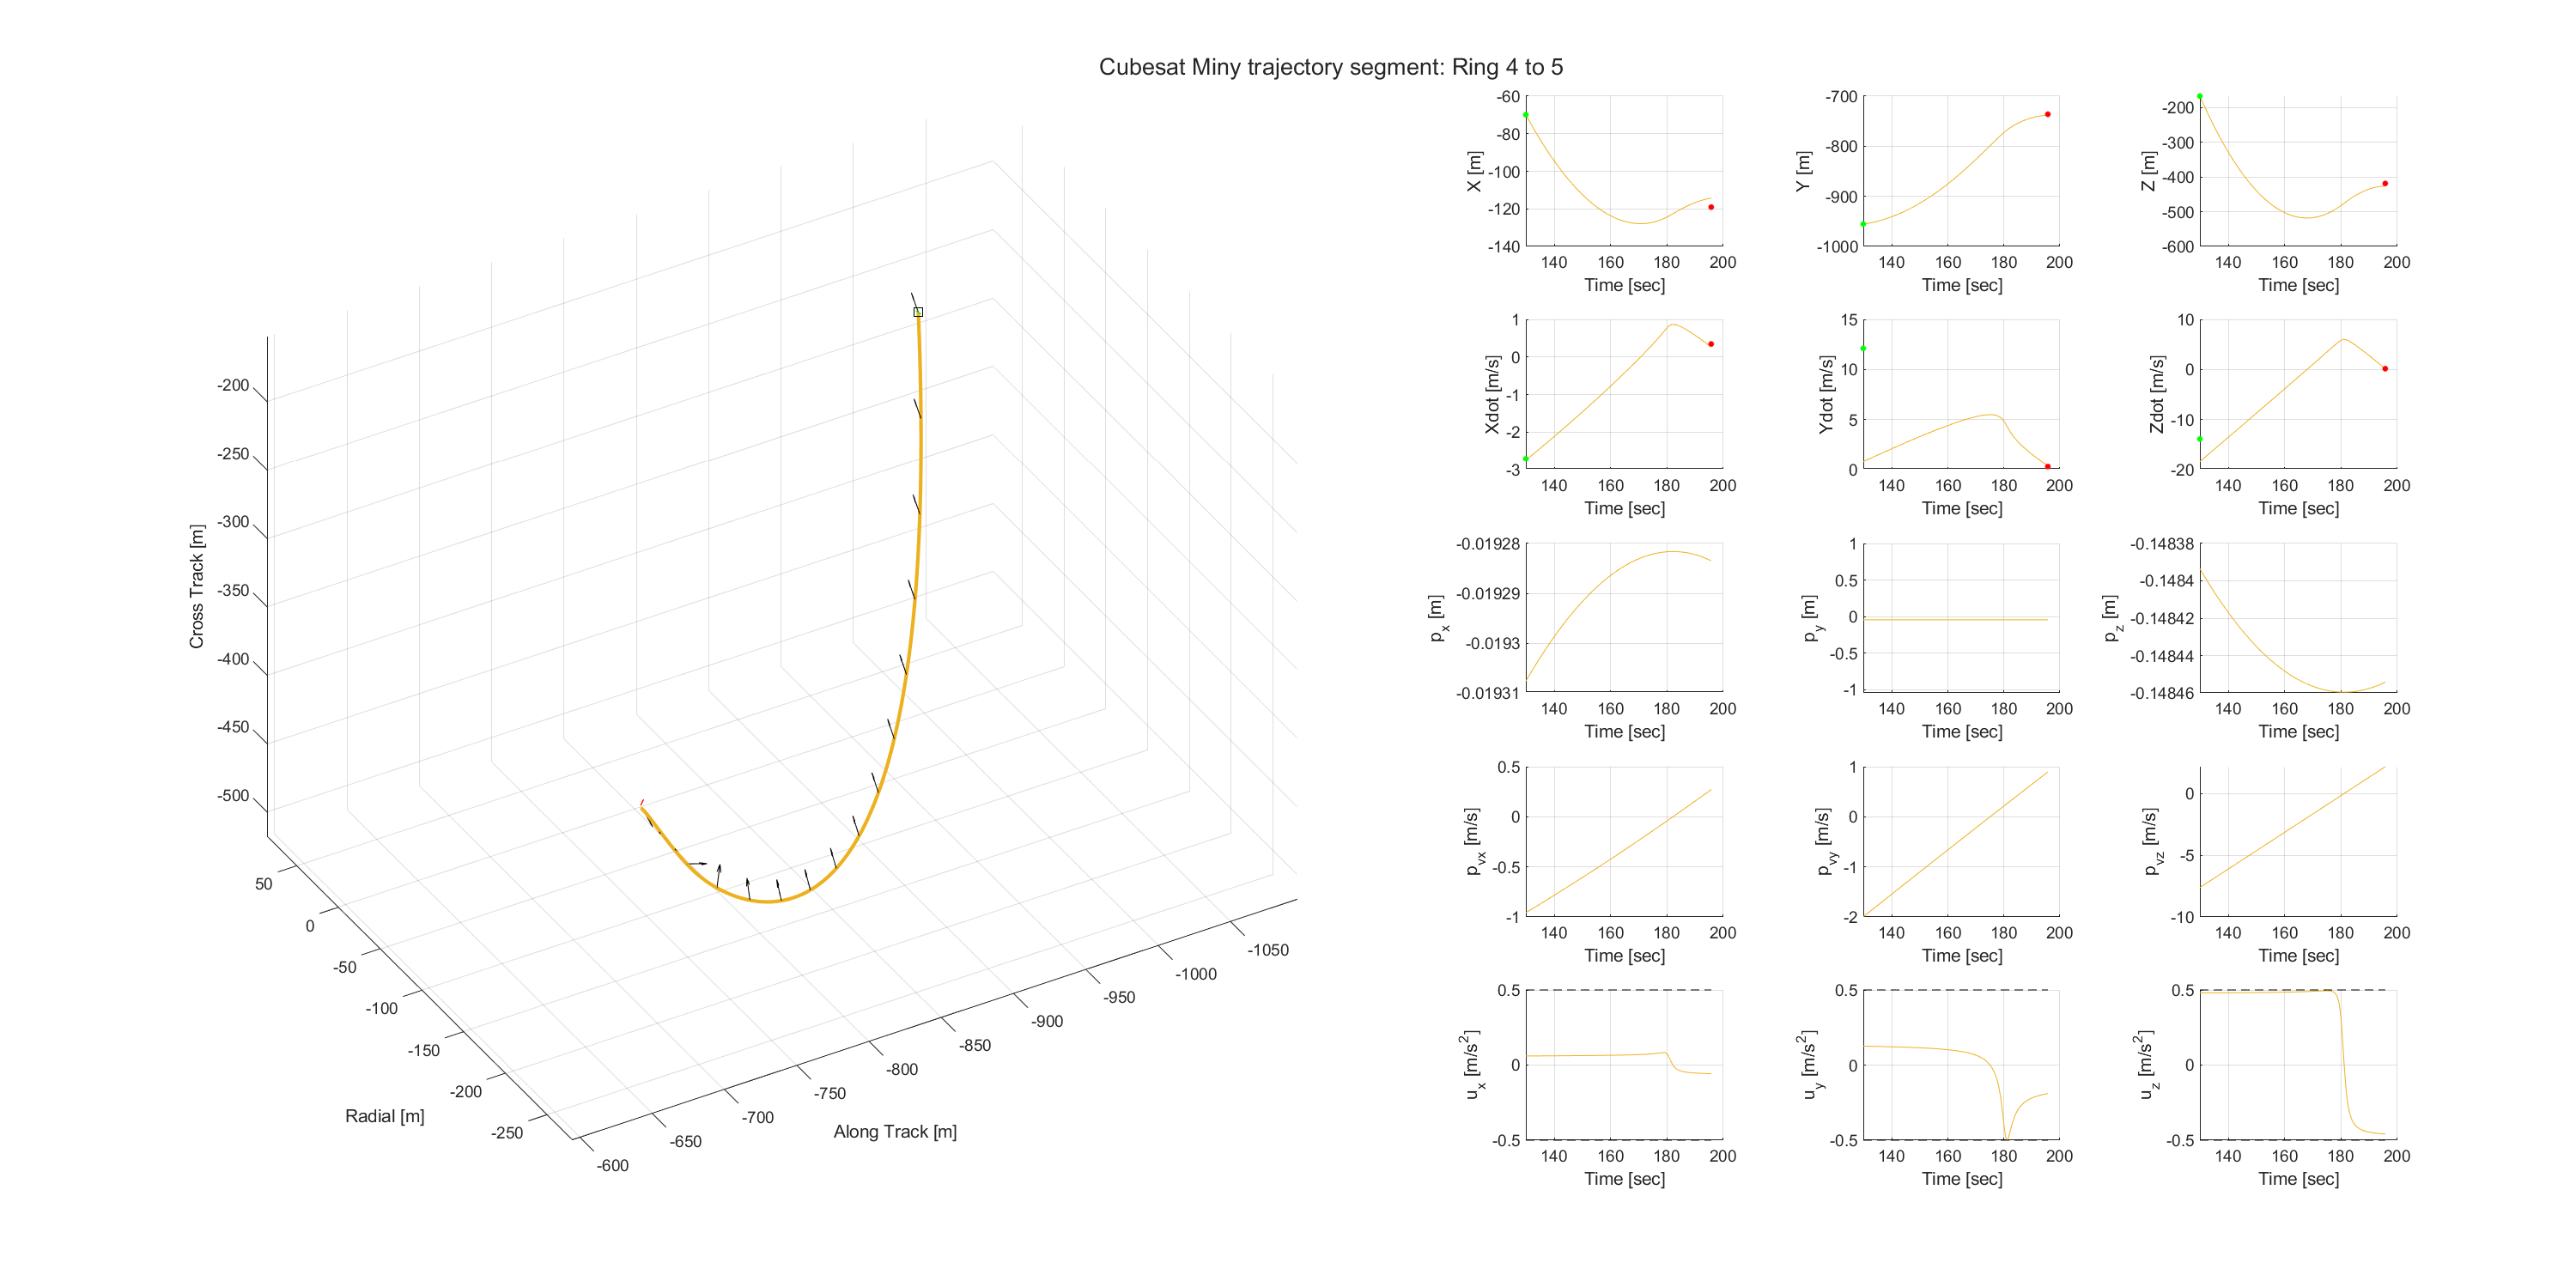 Cubesat Miny trajectory segment: Ring 4 to 5
-200
-250
-300
-350
-400
-450
-500
Cross Track [m]
50
0
-50
-100
-150
-200
-250
Radial [m]
-600
-650
-700
-750
-800
-850
-900
-950
-1000
-1050
Along Track [m]
-60
-80
-100
-120
-140
X [m]
140 160 180 200
Time [sec]
-700
-800
-900
-1000
Y [m]
140 160 180 200
Time [sec]
-200
-300
-400
-500
-600
Z [m]
140 160 180 200
Time [sec]
1
0
-1
-2
-3
Xdot [m/s]
140 160 180 200
Time [sec]
15
10
5
0
Ydot [m/s]
140 160 180 200
Time [sec]
10
0
-10
-20
Zdot [m/s]
140 160 180 200
Time [sec]
-0.01928
-0.01929
-0.0193
-0.01931
p_x [m]
140 160 180 200
Time [sec]
1
0.5
0
-0.5
-1
p_y [m]
140 160 180 200
Time [sec]
-0.14838
-0.1484
-0.14842
-0.14844
-0.14846
p_z [m]
140 160 180 200
Time [sec]
0.5
0
-0.5
-1
p_vx [m/s]
140 160 180 200
Time [sec]
1
0
-1
-2
p_vy [m/s]
140 160 180 200
Time [sec]
0
-5
-10
p_vz [m/s]
140 160 180 200
Time [sec]
0.5
0
-0.5
u_x [m/s²]
140 160 180 200
Time [sec]
0.5
0
-0.5
u_y [m/s²]
140 160 180 200
Time [sec]
0.5
0
-0.5
u_z [m/s²]
140 160 180 200
Time [sec]